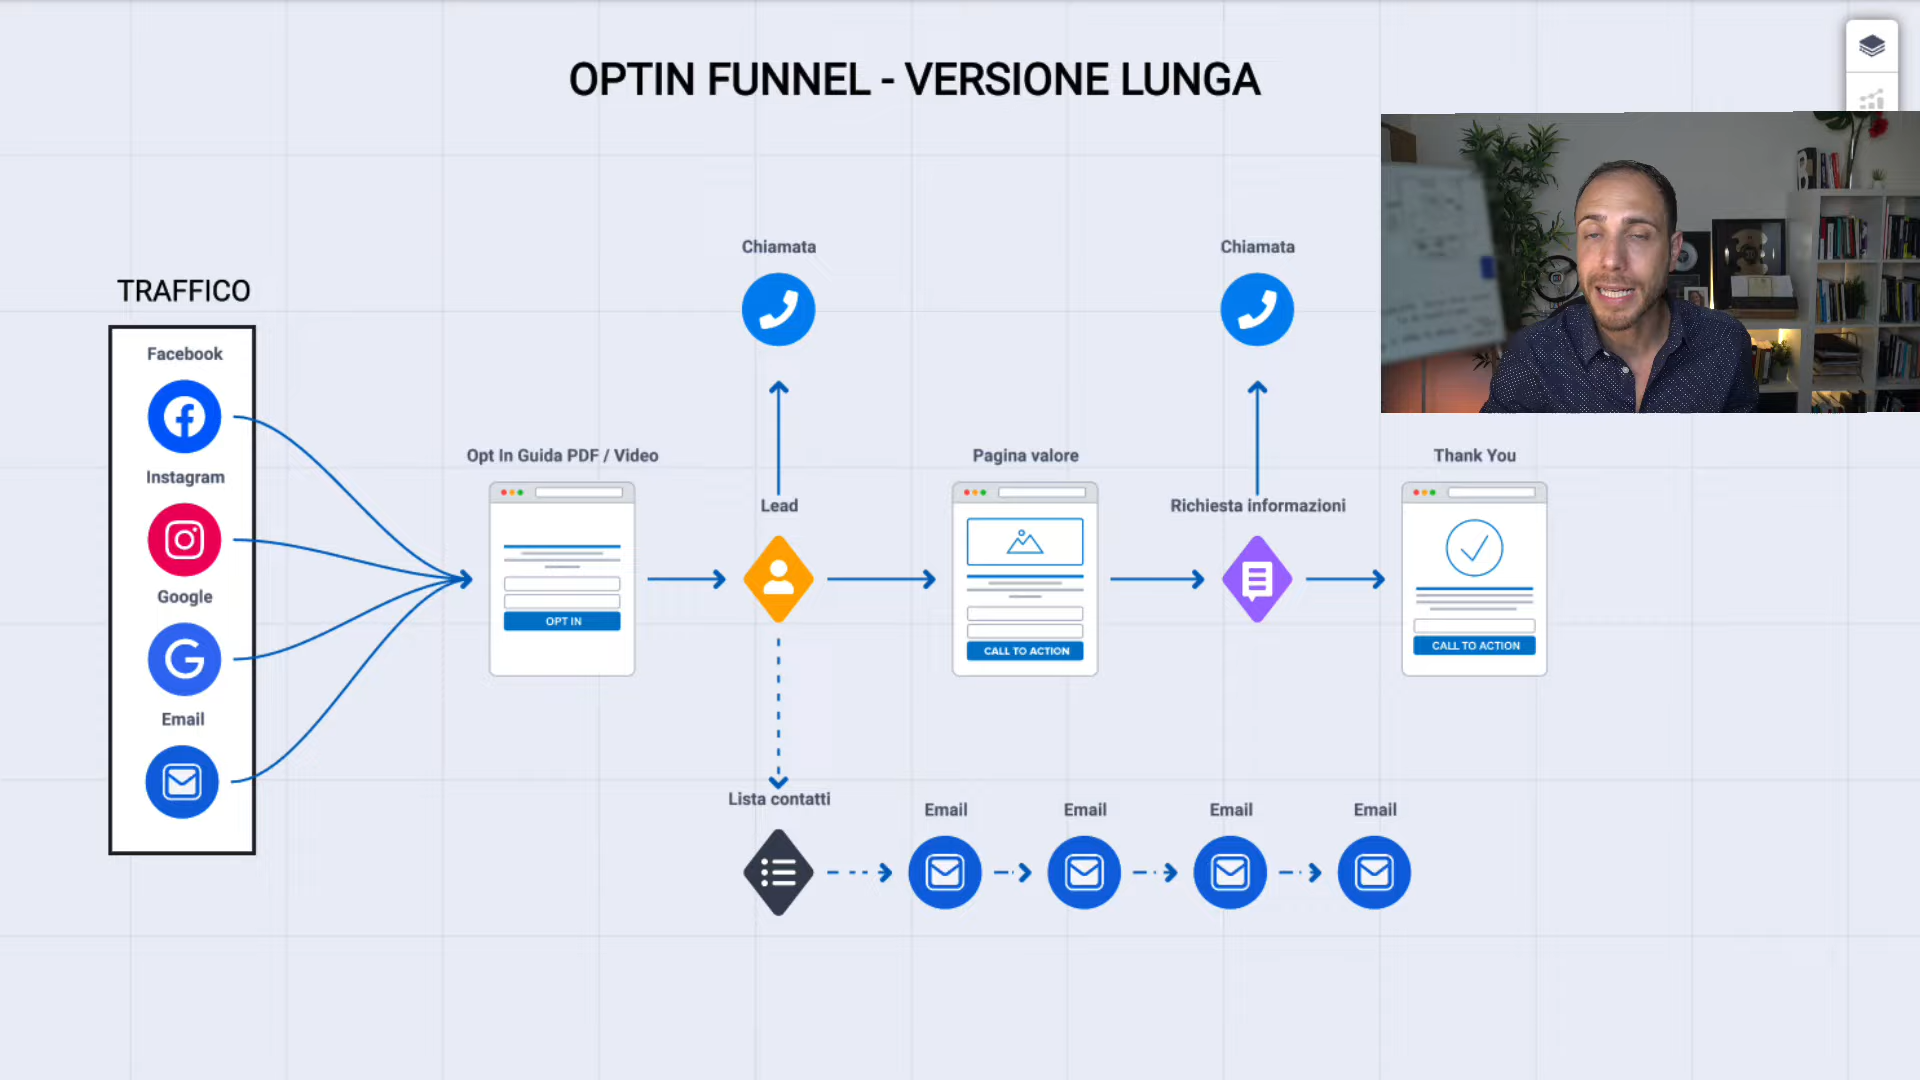 OPTIN FUNNEL - VERSIONE LUNGA
TRAFFICO
Facebook
Instagram
Google
Email
Opt In Guida PDF / Video
OPT IN
Chiamata
Lead
Pagina valore
CALL TO ACTION
Chiamata
Richiesta informazioni
Thank You
CALL TO ACTION
Lista contatti
Email
Email
Email
Email